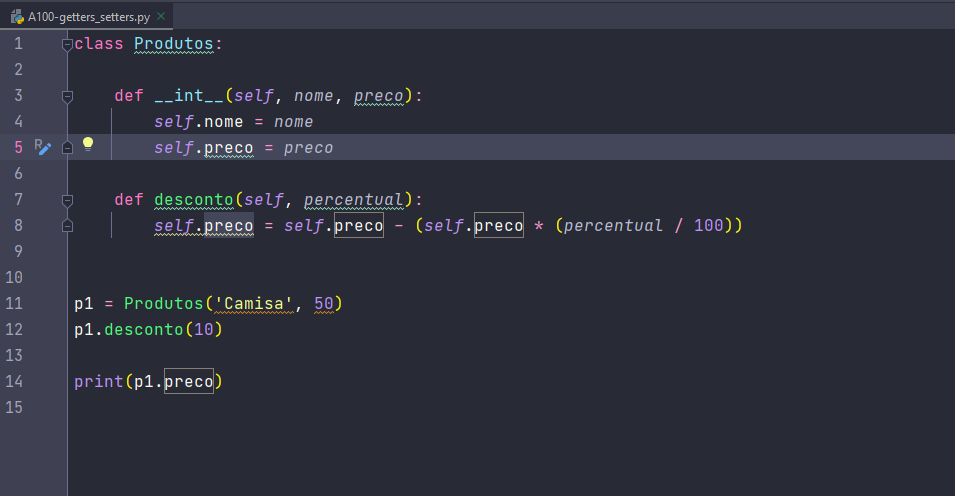 A100-getters_setters.py
1 class Produtos:
2
3 def __int__(self, nome, preco):
4 self.nome = nome
5 self.preco = preco
6
7 def desconto(self, percentual):
8 self.preco = self.preco - (self.preco * (percentual / 100))
9
10
11 p1 = Produtos('Camisa', 50)
12 p1.desconto(10)
13
14 print(p1.preco)
15